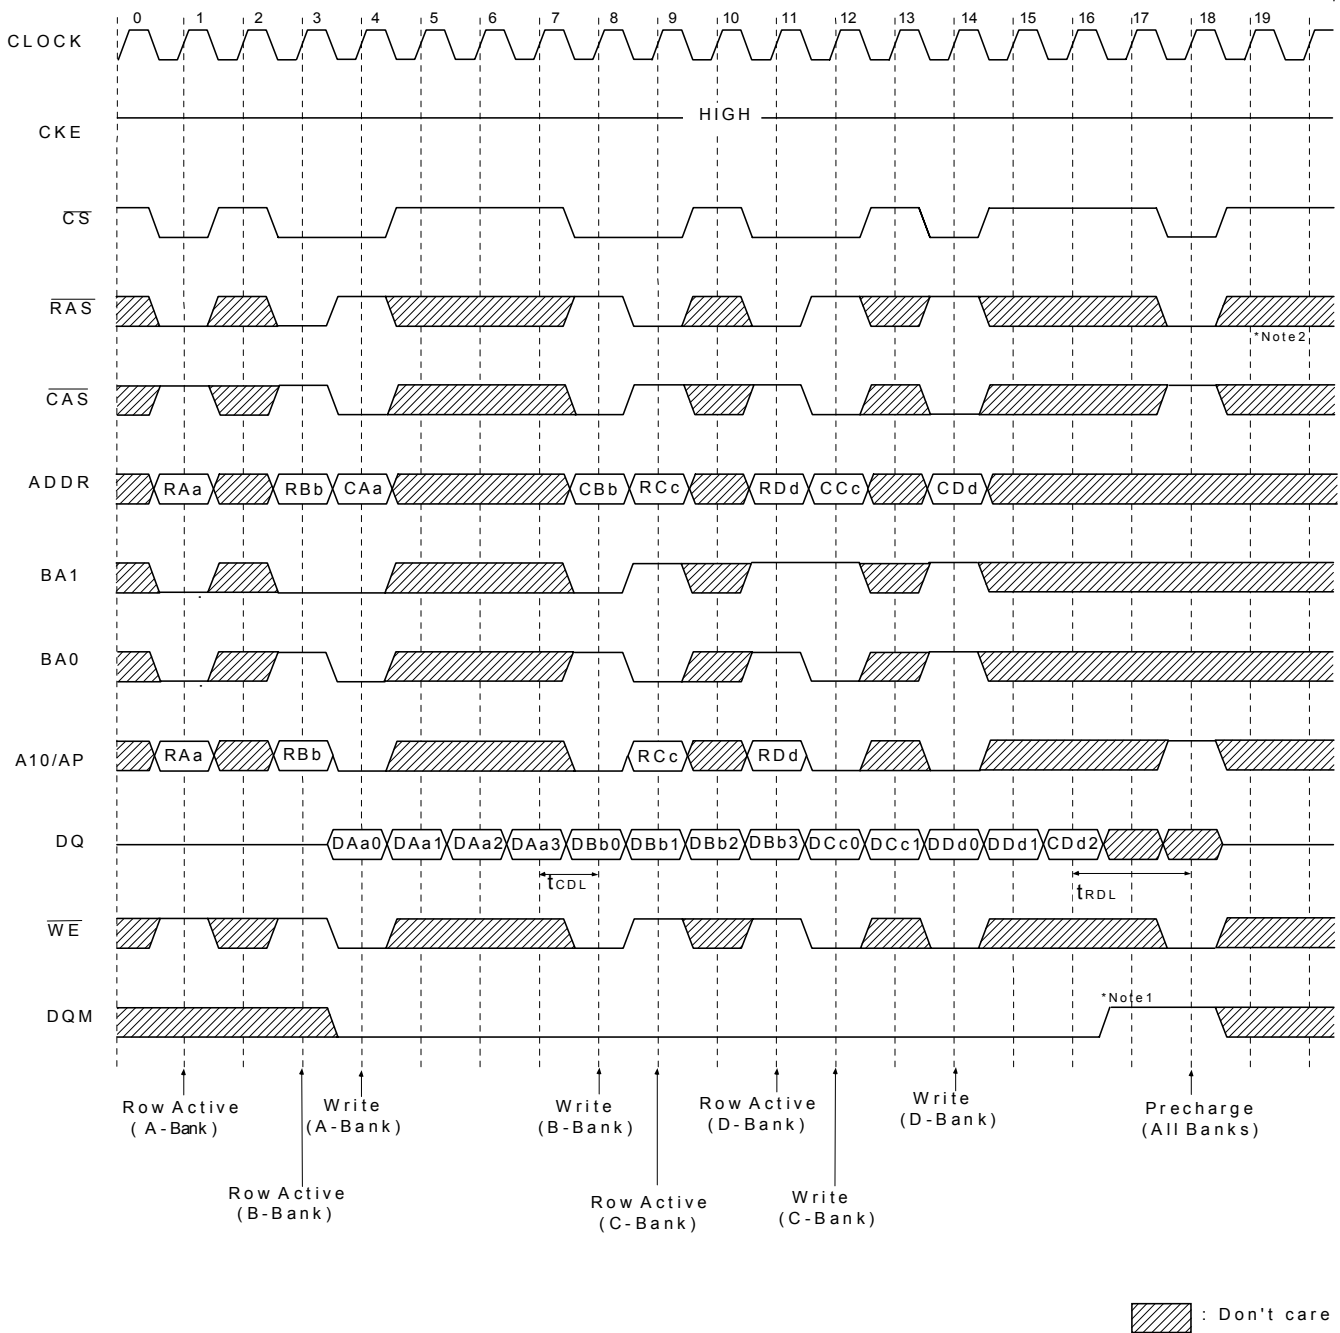 0 1 2 3 4 5 6 7 8 9 10 11 12 13 14 15 16 17 18 19
CLOCK
HIGH
CKE
CS
RAS
*Note2
CAS
ADDR RAa RBb CAa CBb RCc RDd CCc CDd
BA1
BA0
A10/AP RAa RBb RCc RDd
DQ DAa0 DAa1 DAa2 DAa3 DBb0 DBb1 DBb2 DBb3 DCc0 DCc1 DDd0 DDd1 CDd2
tCDL tRDL
WE
*Note1
DQM
Row Active
(A-Bank)
Write
(A-Bank)
Write
(B-Bank)
Row Active
(D-Bank)
Write
(D-Bank)
Precharge
(All Banks)
Row Active
(B-Bank)
Row Active
(C-Bank)
Write
(C-Bank)
: Don't care